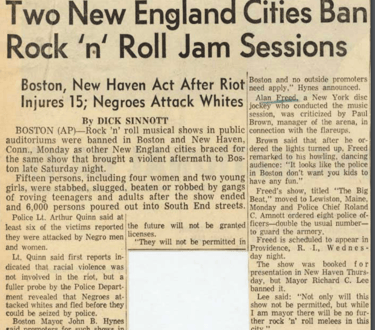 Two New England Cities Ban
Rock 'n' Roll Jam Sessions
Boston, New Haven Act After Riot
Injures 15; Negroes Attack Whites
By DICK SINNOTT
BOSTON (AP)—Rock 'n' roll musical shows in public
auditoriums were banned in Boston and New Haven,
Conn., Monday as other New England cities braced for
the same show that brought a violent aftermath to Bos-
ton late Saturday night.
Fifteen persons, including four women and two young
girls, were stabbed, slugged, beaten or robbed by gangs
of roving teenagers and adults after the show ended
and 6,000 persons poured out into South End streets.
Police Lt. Arthur Quinn said at
least six of the victims reported
they were attacked by Negro men
and women.
Lt. Quinn said first reports in-
dicated that racial violence was
not involved in the riot, but a
fuller probe by the Police Depart-
ment revealed that Negroes at-
tacked whites and fled before they
could be seized by police.
Boston Mayor John B. Hynes
said promoters for such shows in
the future will not be granted
licenses.
"They will not be permitted in
Boston and no outside promoters
need apply," Hynes announced.
Alan Freed, a New York disc
jockey who conducted the music
session, was criticized by Paul
Brown, manager of the arena, in
connection with the flareups.
Brown said that after he or-
dered the lights turned up, Freed
remarked to his howling, dancing
audience: "It looks like the police
in Boston don't want you kids to
have any fun."
Freed's show, titled "The Big
Beat," moved to Lewiston, Maine,
Monday and Police Chief Roland
C. Amnott ordered eight police of-
ficers—double the usual number—
to guard the armory.
Freed is scheduled to appear in
Providence, R. I., Wednes-
day night.
The show was booked for
presentation in New Haven Thurs-
day, but Mayor Richard C. Lee
banned it.
Lee said: "Not only will this
show not be permitted, but while
I am mayor there will be no fur-
ther rock 'n' roll melees in this
city."